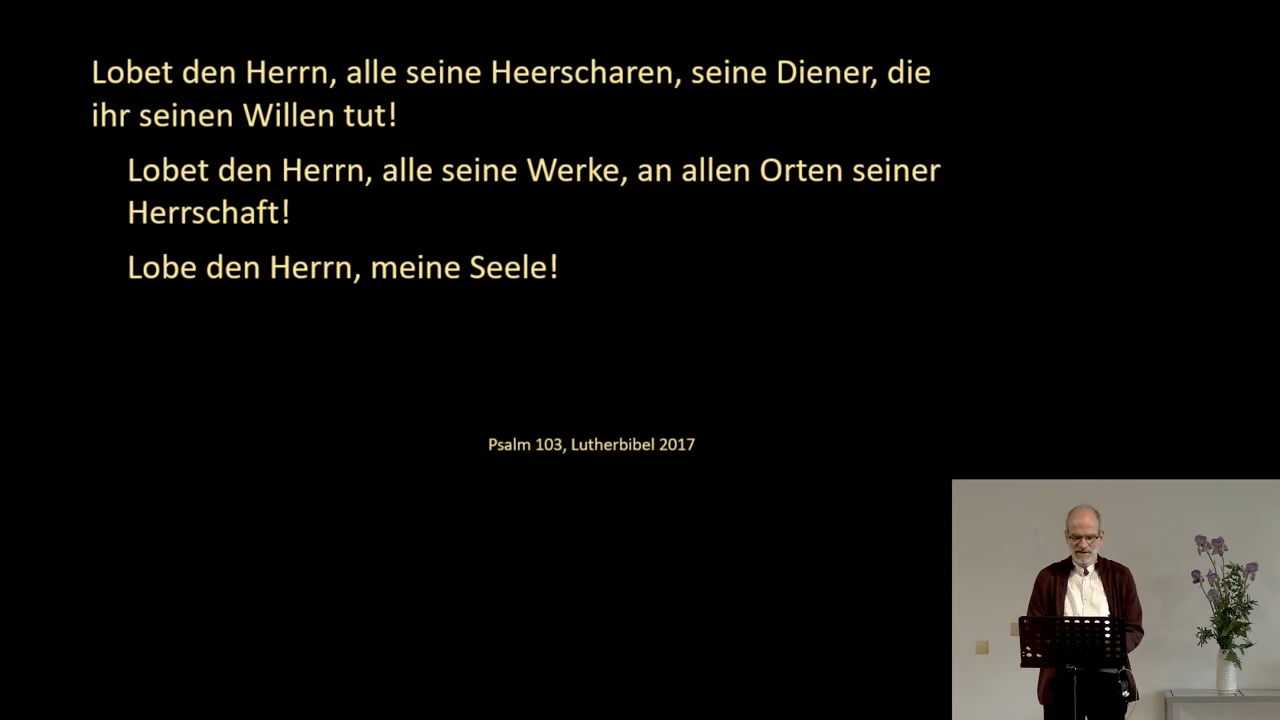 Lobet den Herrn, alle seine Heerscharen, seine Diener, die
ihr seinen Willen tut!
Lobet den Herrn, alle seine Werke, an allen Orten seiner
Herrschaft!
Lobe den Herrn, meine Seele!
Psalm 103, Lutherbibel 2017